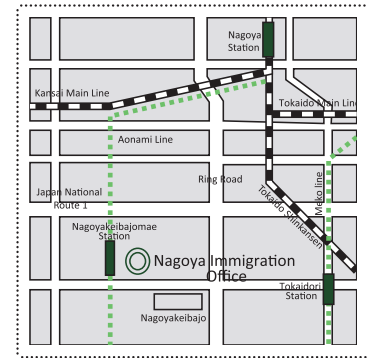 Nagoya
Station
Kansai Main Line
Tokaido Main Line
Aonami Line
Ring Road
Japan National
Route 1
Meko line
Tokaido Shinkansen
Nagoyakeibajomae
Station
Nagoya Immigration
Office
Tokaidori
Station
Nagoyakeibajo